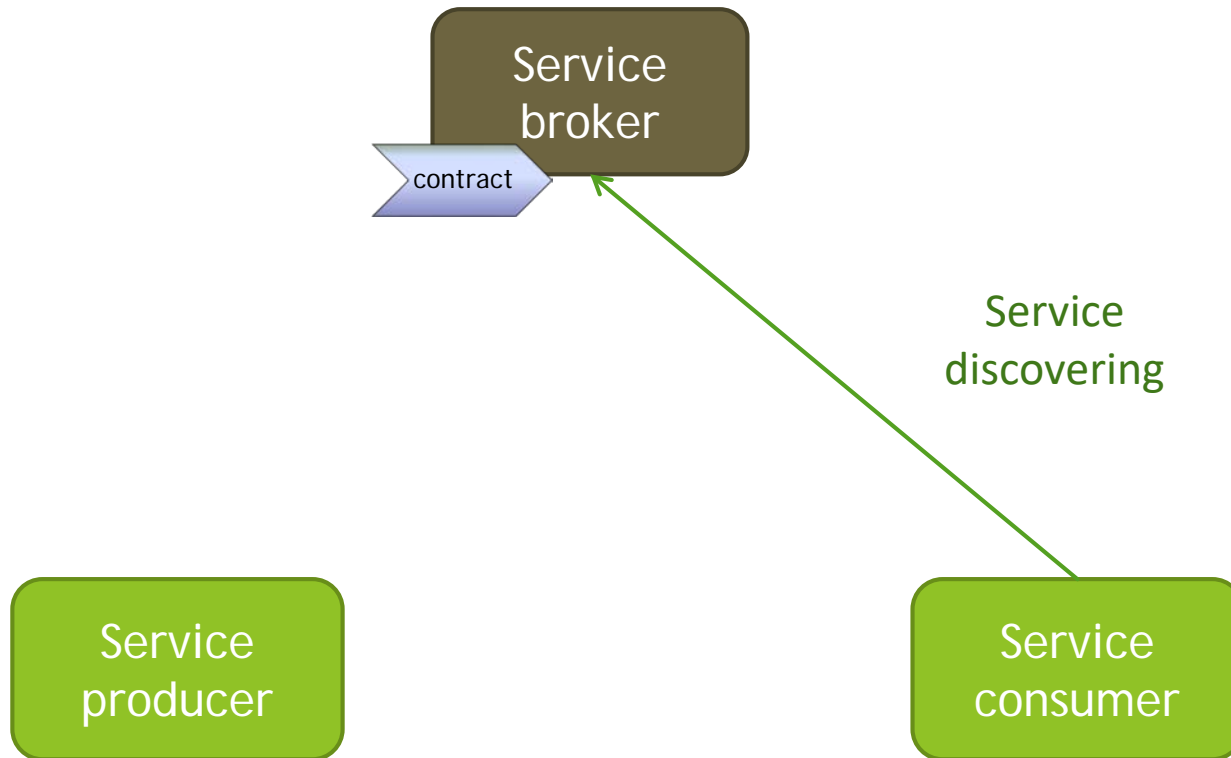 Service
broker
contract
Service
discovering
Service
producer
Service
consumer